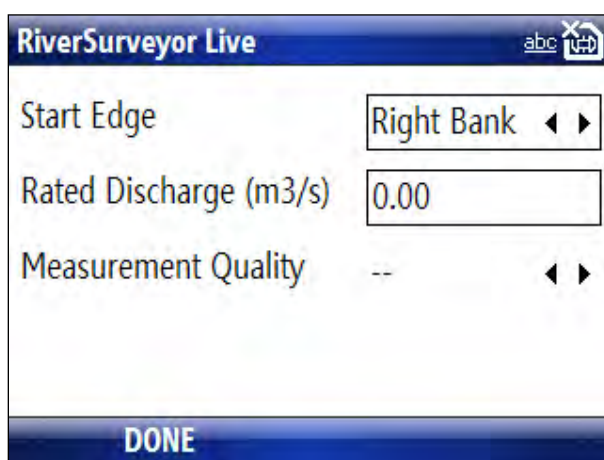 RiverSurveyor Live abc
Start Edge Right Bank
Rated Discharge (m3/s) 0.00
Measurement Quality --
DONE